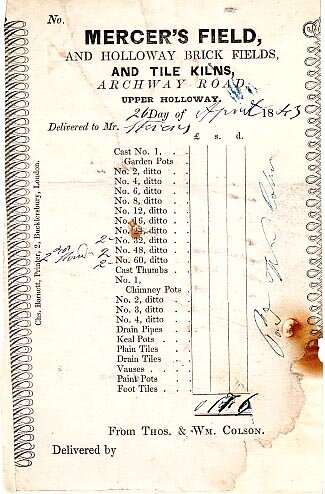 No.
MERCER'S FIELD,
AND HOLLOWAY BRICK FIELDS,
AND TILE KILNS,
ARCHWAY ROAD,
UPPER HOLLOWAY.
26 Day of April 1843
Delivered to Mr. Stevens
£ s. d.
Cast No. 1,
Garden Pots
No. 2, ditto
No. 4, ditto
No. 6, ditto
No. 8, ditto
No. 12, ditto
No. 16, ditto
No. 24, ditto
2 No. 32, ditto
2 No. 48, ditto
2 No. 60, ditto
Cast Thumbs
No. 1,
Chimney Pots
No. 2, ditto
No. 3, ditto
No. 4, ditto
Drain Pipes
Keal Pots
Plain Tiles
Drain Tiles
Vauses
Paint Pots
Foot Tiles
From THOS. & WM. COLSON.
Delivered by
Chas. Barnett, Printer, 2, Bucklersbury, London.
Colson